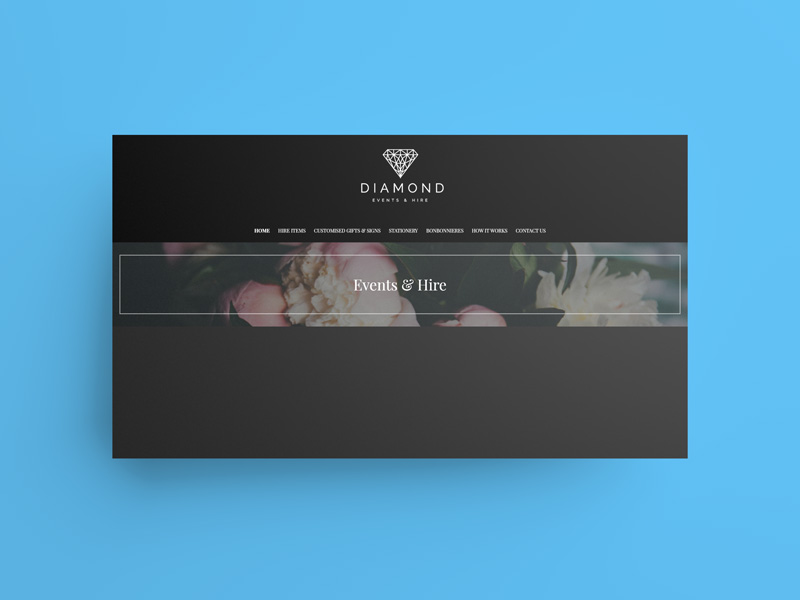 DIAMOND
EVENTS & HIRE
HOME HIRE ITEMS CUSTOMISED GIFTS & SIGNS STATIONERY BONBONNIERES HOW IT WORKS CONTACT US
Events & Hire